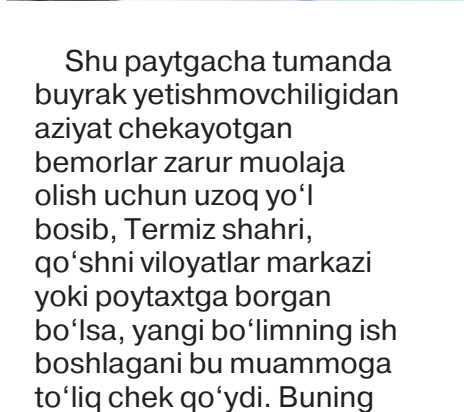 Shu paytgacha tumanda
buyrak yetishmovchiligidan
aziyat chekayotgan
bemorlar zarur muolaja
olish uchun uzoq yo‘l
bosib, Termiz shahri,
qo‘shni viloyatlar markazi
yoki poytaxtga borgan
bo‘lsa, yangi bo‘limning ish
boshlagani bu muammoga
to‘liq chek qo‘ydi. Buning